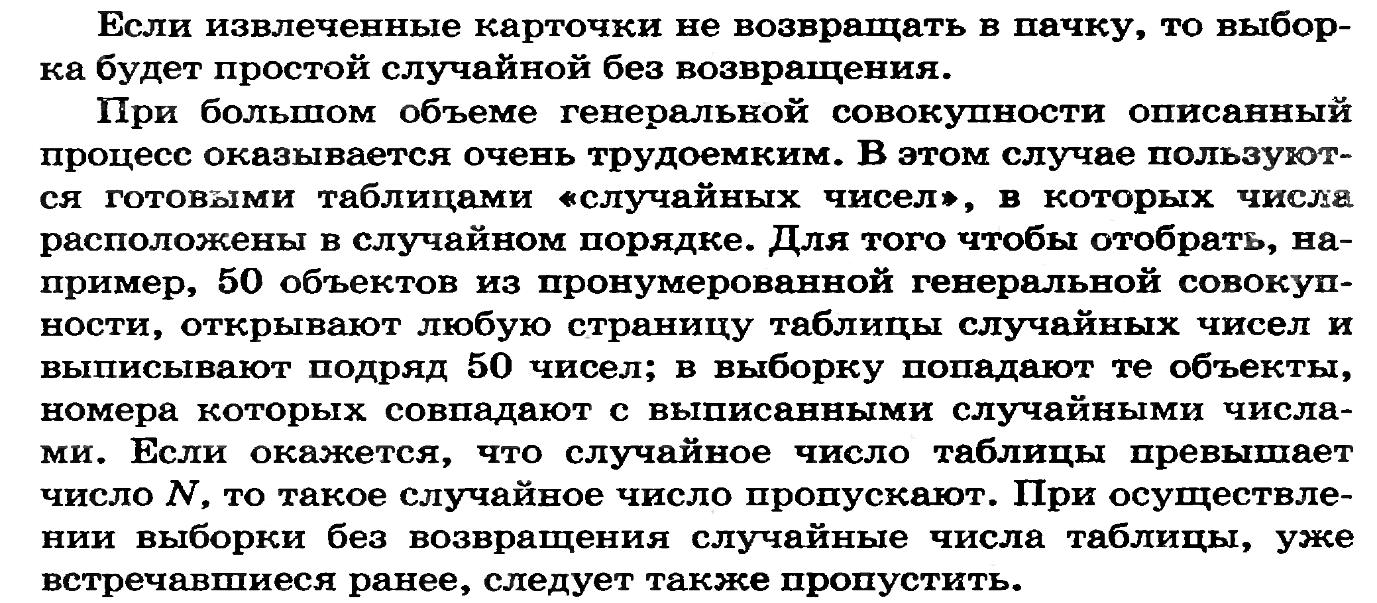 Если извлеченные карточки не возвращать в пачку, то выбор-
ка будет простой случайной без возвращения.
При большом объеме генеральной совокупности описанный
процесс оказывается очень трудоемким. В этом случае пользуют-
ся готовыми таблицами «случайных чисел», в которых числа
расположены в случайном порядке. Для того чтобы отобрать, на-
пример, 50 объектов из пронумерованной генеральной совокуп-
ности, открывают любую страницу таблицы случайных чисел и
выписывают подряд 50 чисел; в выборку попадают те объекты,
номера которых совпадают с выписанными случайными числа-
ми. Если окажется, что случайное число таблицы превышает
число N, то такое случайное число пропускают. При осуществле-
нии выборки без возвращения случайные числа таблицы, уже
встречавшиеся ранее, следует также пропустить.